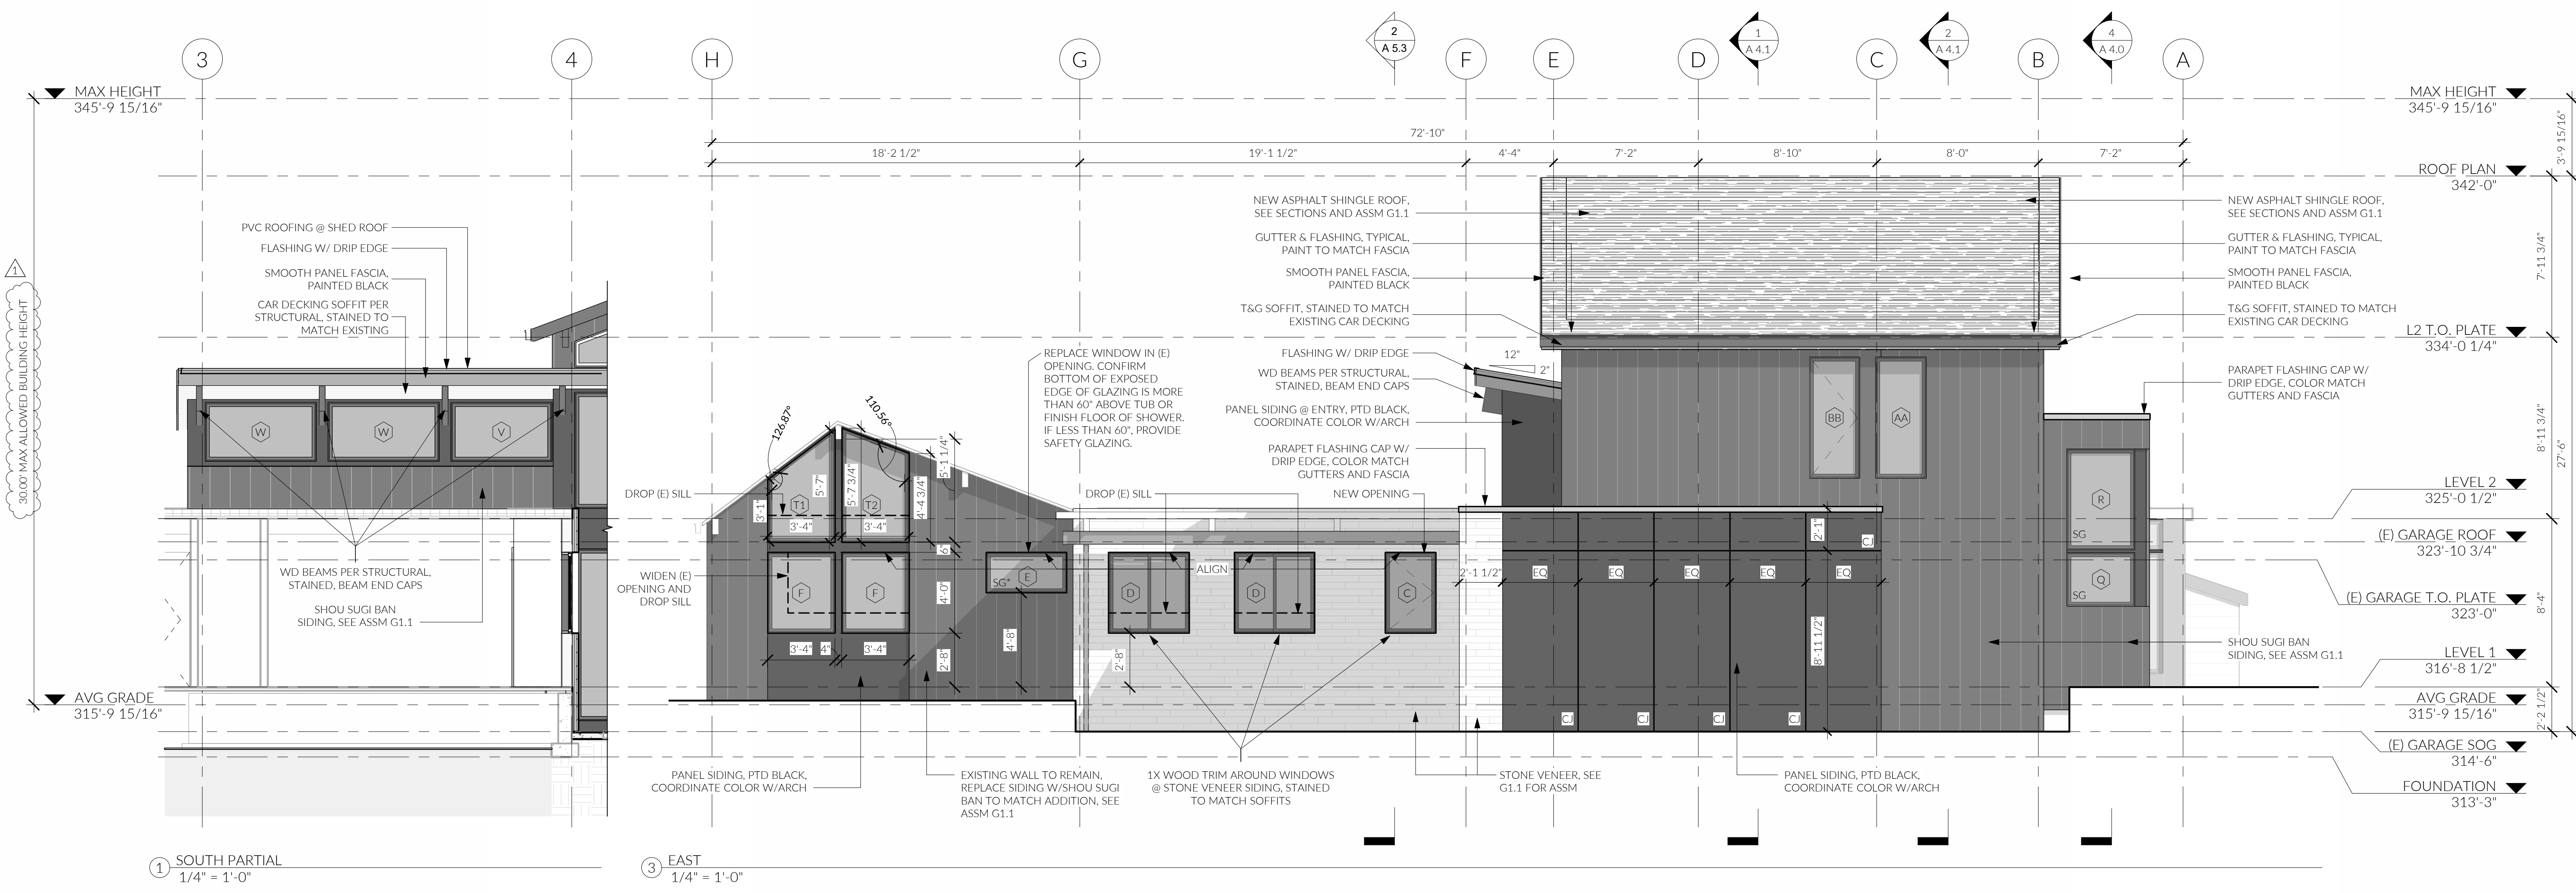 3
4
H
G
2
A 5.3
F
E
D
1
A 4.1
C
2
A 4.1
B
4
A 4.0
A
MAX HEIGHT
345'-9 15/16"
MAX HEIGHT
345'-9 15/16"
72'-10"
18'-2 1/2"
19'-1 1/2"
4'-4"
7'-2"
8'-10"
8'-0"
7'-2"
3'-9 15/16"
ROOF PLAN
342'-0"
7'-11 3/4"
L2 T.O. PLATE
334'-0 1/4"
8'-11 3/4"
27'-6"
LEVEL 2
325'-0 1/2"
(E) GARAGE ROOF
323'-10 3/4"
(E) GARAGE T.O. PLATE
323'-0"
8'-4"
LEVEL 1
316'-8 1/2"
AVG GRADE
315'-9 15/16"
2'-2 1/2"
(E) GARAGE SOG
314'-6"
FOUNDATION
313'-3"
1
30.00' MAX ALLOWED BUILDING HEIGHT
AVG GRADE
315'-9 15/16"
PVC ROOFING @ SHED ROOF
FLASHING W/ DRIP EDGE
SMOOTH PANEL FASCIA,
PAINTED BLACK
CAR DECKING SOFFIT PER
STRUCTURAL, STAINED TO
MATCH EXISTING
W
W
V
WD BEAMS PER STRUCTURAL,
STAINED, BEAM END CAPS
SHOU SUGI BAN
SIDING, SEE ASSM G1.1
REPLACE WINDOW IN (E)
OPENING. CONFIRM
BOTTOM OF EXPOSED
EDGE OF GLAZING IS MORE
THAN 60" ABOVE TUB OR
FINISH FLOOR OF SHOWER.
IF LESS THAN 60", PROVIDE
SAFETY GLAZING.
126.87°
110.56°
5'-1 1/4"
DROP (E) SILL
3'-1"
T1
5'-7"
5'-7 3/4"
T2
4'-4 3/4"
3'-4"
3'-4"
6"
WIDEN (E)
OPENING AND
DROP SILL
F
F
4'-0"
SG*
E
4'-8"
3'-4"
4"
3'-4"
2'-8"
DROP (E) SILL
NEW OPENING
ALIGN
D
D
C
2'-8"
2'-1 1/2"
NEW ASPHALT SHINGLE ROOF,
SEE SECTIONS AND ASSM G1.1
GUTTER & FLASHING, TYPICAL,
PAINT TO MATCH FASCIA
SMOOTH PANEL FASCIA,
PAINTED BLACK
T&G SOFFIT, STAINED TO MATCH
EXISTING CAR DECKING
FLASHING W/ DRIP EDGE
12"
2"
WD BEAMS PER STRUCTURAL,
STAINED, BEAM END CAPS
PANEL SIDING @ ENTRY, PTD BLACK,
COORDINATE COLOR W/ARCH
PARAPET FLASHING CAP W/
DRIP EDGE, COLOR MATCH
GUTTERS AND FASCIA
BB
AA
EQ
EQ
EQ
EQ
EQ
2'-1"
CJ
8'-11 1/2"
CJ
CJ
CJ
CJ
R
SG
Q
SG
NEW ASPHALT SHINGLE ROOF,
SEE SECTIONS AND ASSM G1.1
GUTTER & FLASHING, TYPICAL,
PAINT TO MATCH FASCIA
SMOOTH PANEL FASCIA,
PAINTED BLACK
T&G SOFFIT, STAINED TO MATCH
EXISTING CAR DECKING
PARAPET FLASHING CAP W/
DRIP EDGE, COLOR MATCH
GUTTERS AND FASCIA
SHOU SUGI BAN
SIDING, SEE ASSM G1.1
PANEL SIDING, PTD BLACK,
COORDINATE COLOR W/ARCH
EXISTING WALL TO REMAIN,
REPLACE SIDING W/SHOU SUGI
BAN TO MATCH ADDITION, SEE
ASSM G1.1
1X WOOD TRIM AROUND WINDOWS
@ STONE VENEER SIDING, STAINED
TO MATCH SOFFITS
STONE VENEER, SEE
G1.1 FOR ASSM
PANEL SIDING, PTD BLACK,
COORDINATE COLOR W/ARCH
1
SOUTH PARTIAL
1/4" = 1'-0"
3
EAST
1/4" = 1'-0"